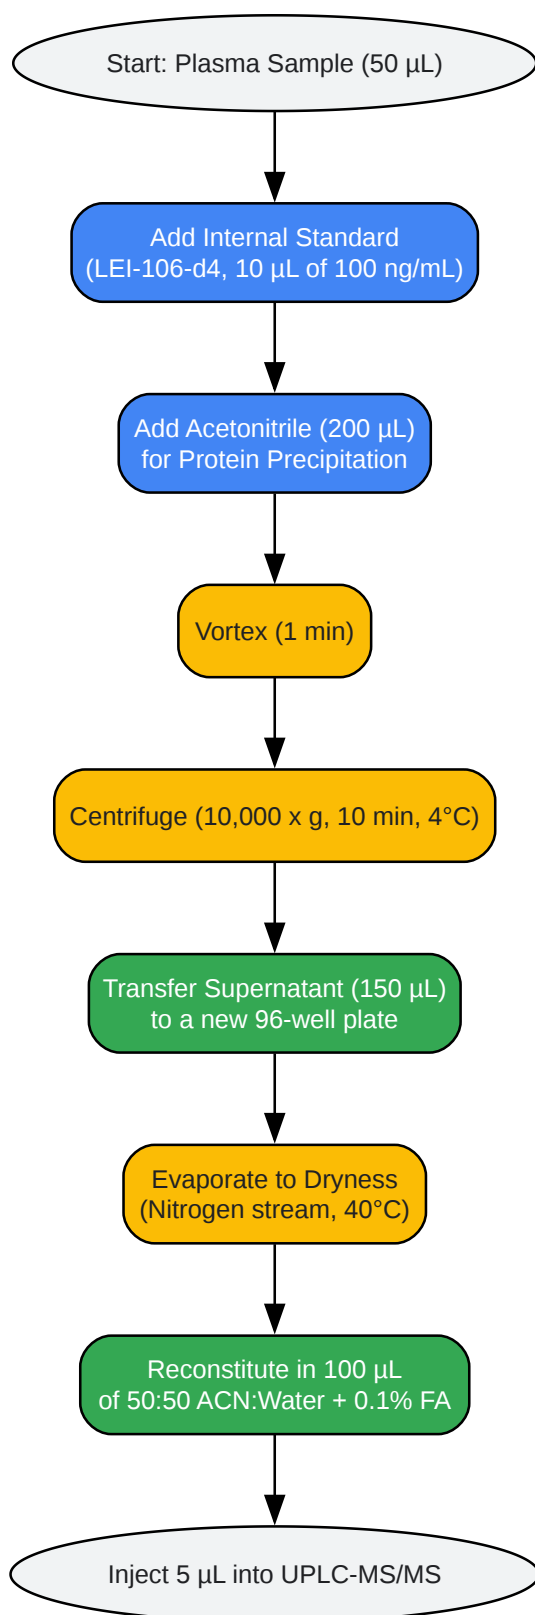 Start: Plasma Sample (50 µL)
Add Internal Standard
(LEI-106-d4, 10 µL of 100 ng/mL)
Add Acetonitrile (200 µL)
for Protein Precipitation
Vortex (1 min)
Centrifuge (10,000 x g, 10 min, 4°C)
Transfer Supernatant (150 µL)
to a new 96-well plate
Evaporate to Dryness
(Nitrogen stream, 40°C)
Reconstitute in 100 µL
of 50:50 ACN:Water + 0.1% FA
Inject 5 µL into UPLC-MS/MS